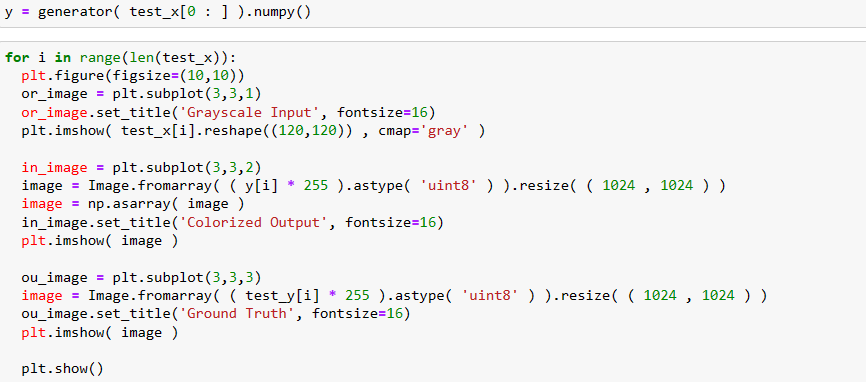 y = generator( test_x[0 : ] ).numpy()
for i in range(len(test_x)):
plt.figure(figsize=(10,10))
or_image = plt.subplot(3,3,1)
or_image.set_title('Grayscale Input', fontsize=16)
plt.imshow( test_x[i].reshape((120,120)) , cmap='gray' )
in_image = plt.subplot(3,3,2)
image = Image.fromarray( ( y[i] * 255 ).astype( 'uint8' ) ).resize( ( 1024 , 1024 ) )
image = np.asarray( image )
in_image.set_title('Colorized Output', fontsize=16)
plt.imshow( image )
ou_image = plt.subplot(3,3,3)
image = Image.fromarray( ( test_y[i] * 255 ).astype( 'uint8' ) ).resize( ( 1024 , 1024 ) )
ou_image.set_title('Ground Truth', fontsize=16)
plt.imshow( image )
plt.show()